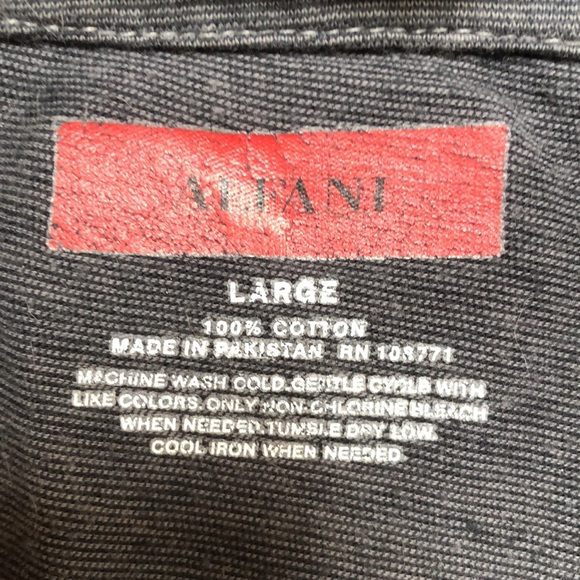 ALFANI
LARGE
100% COTTON
MADE IN PAKISTAN RN 103771
MACHINE WASH COLD.GENTLE CYCLE WITH
LIKE COLORS.ONLY NON-CHLORINE BLEACH
WHEN NEEDED.TUMBLE DRY LOW.
COOL IRON WHEN NEEDED.